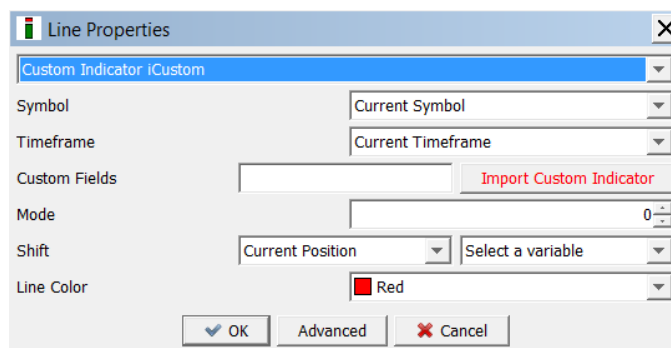 Line Properties
Custom Indicator iCustom
Symbol Current Symbol
Timeframe Current Timeframe
Custom Fields Import Custom Indicator
Mode 0
Shift Current Position Select a variable
Line Color Red
OK Advanced Cancel